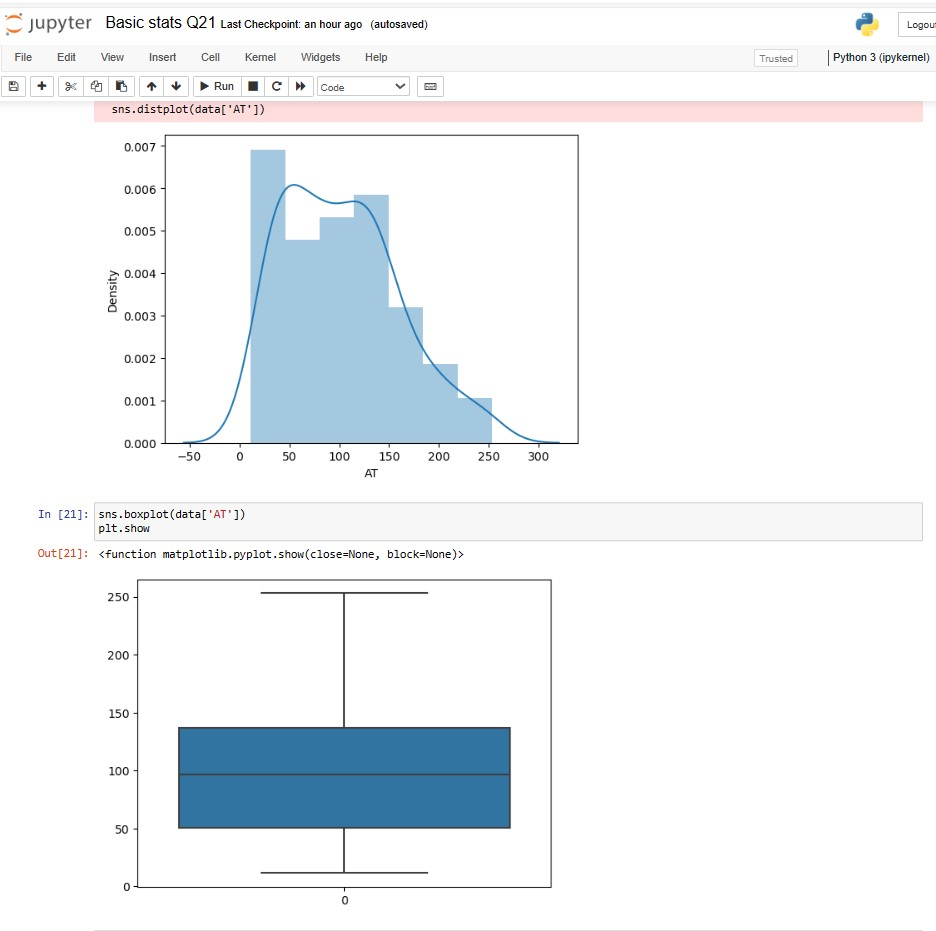 jupyter Basic stats Q21 Last Checkpoint: an hour ago (autosaved)
Logout
File Edit View Insert Cell Kernel Widgets Help
Trusted
Python 3 (ipykernel)
Run
Code
sns.distplot(data['AT'])
0.007
0.006
0.005
0.004
0.003
0.002
0.001
0.000
Density
−50 0 50 100 150 200 250 300
AT
In [21]: sns.boxplot(data['AT'])
plt.show
Out[21]: <function matplotlib.pyplot.show(close=None, block=None)>
250
200
150
100
50
0
0